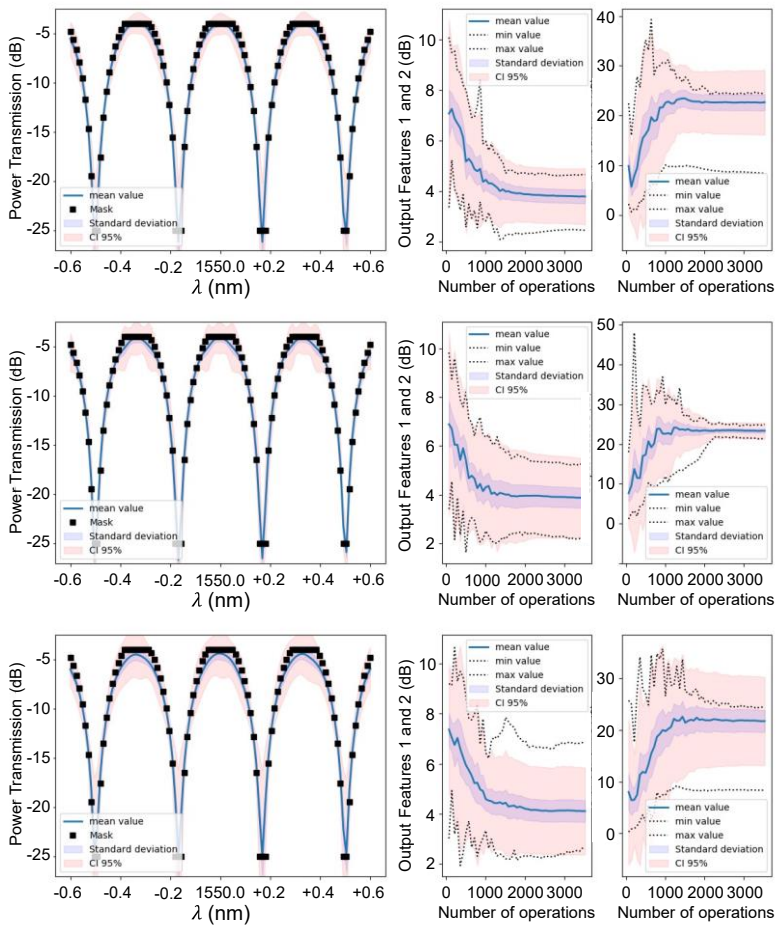 Power Transmission (dB)
-5
-10
-15
-20
-25
mean value
Mask
Standard deviation
CI 95%
-0.6 -0.4 -0.2 1550.0 +0.2 +0.4 +0.6
λ (nm)
Output Features 1 and 2 (dB)
10
8
6
4
2
mean value
min value
max value
Standard deviation
CI 95%
0 1000 2000 3000
Number of operations
40
30
20
10
0
mean value
min value
max value
Standard deviation
CI 95%
0 1000 2000 3000
Number of operations
Power Transmission (dB)
-5
-10
-15
-20
-25
mean value
Mask
Standard deviation
CI 95%
-0.6 -0.4 -0.2 1550.0 +0.2 +0.4 +0.6
λ (nm)
Output Features 1 and 2 (dB)
10
8
6
4
2
mean value
min value
max value
Standard deviation
CI 95%
0 1000 2000 3000
Number of operations
50
40
30
20
10
0
mean value
min value
max value
Standard deviation
CI 95%
0 1000 2000 3000
Number of operations
Power Transmission (dB)
-5
-10
-15
-20
-25
mean value
Mask
Standard deviation
CI 95%
-0.6 -0.4 -0.2 1550.0 +0.2 +0.4 +0.6
λ (nm)
Output Features 1 and 2 (dB)
10
8
6
4
2
mean value
min value
max value
Standard deviation
CI 95%
0 1000 2000 3000
Number of operations
30
20
10
0
mean value
min value
max value
Standard deviation
CI 95%
0 1000 2000 3000
Number of operations